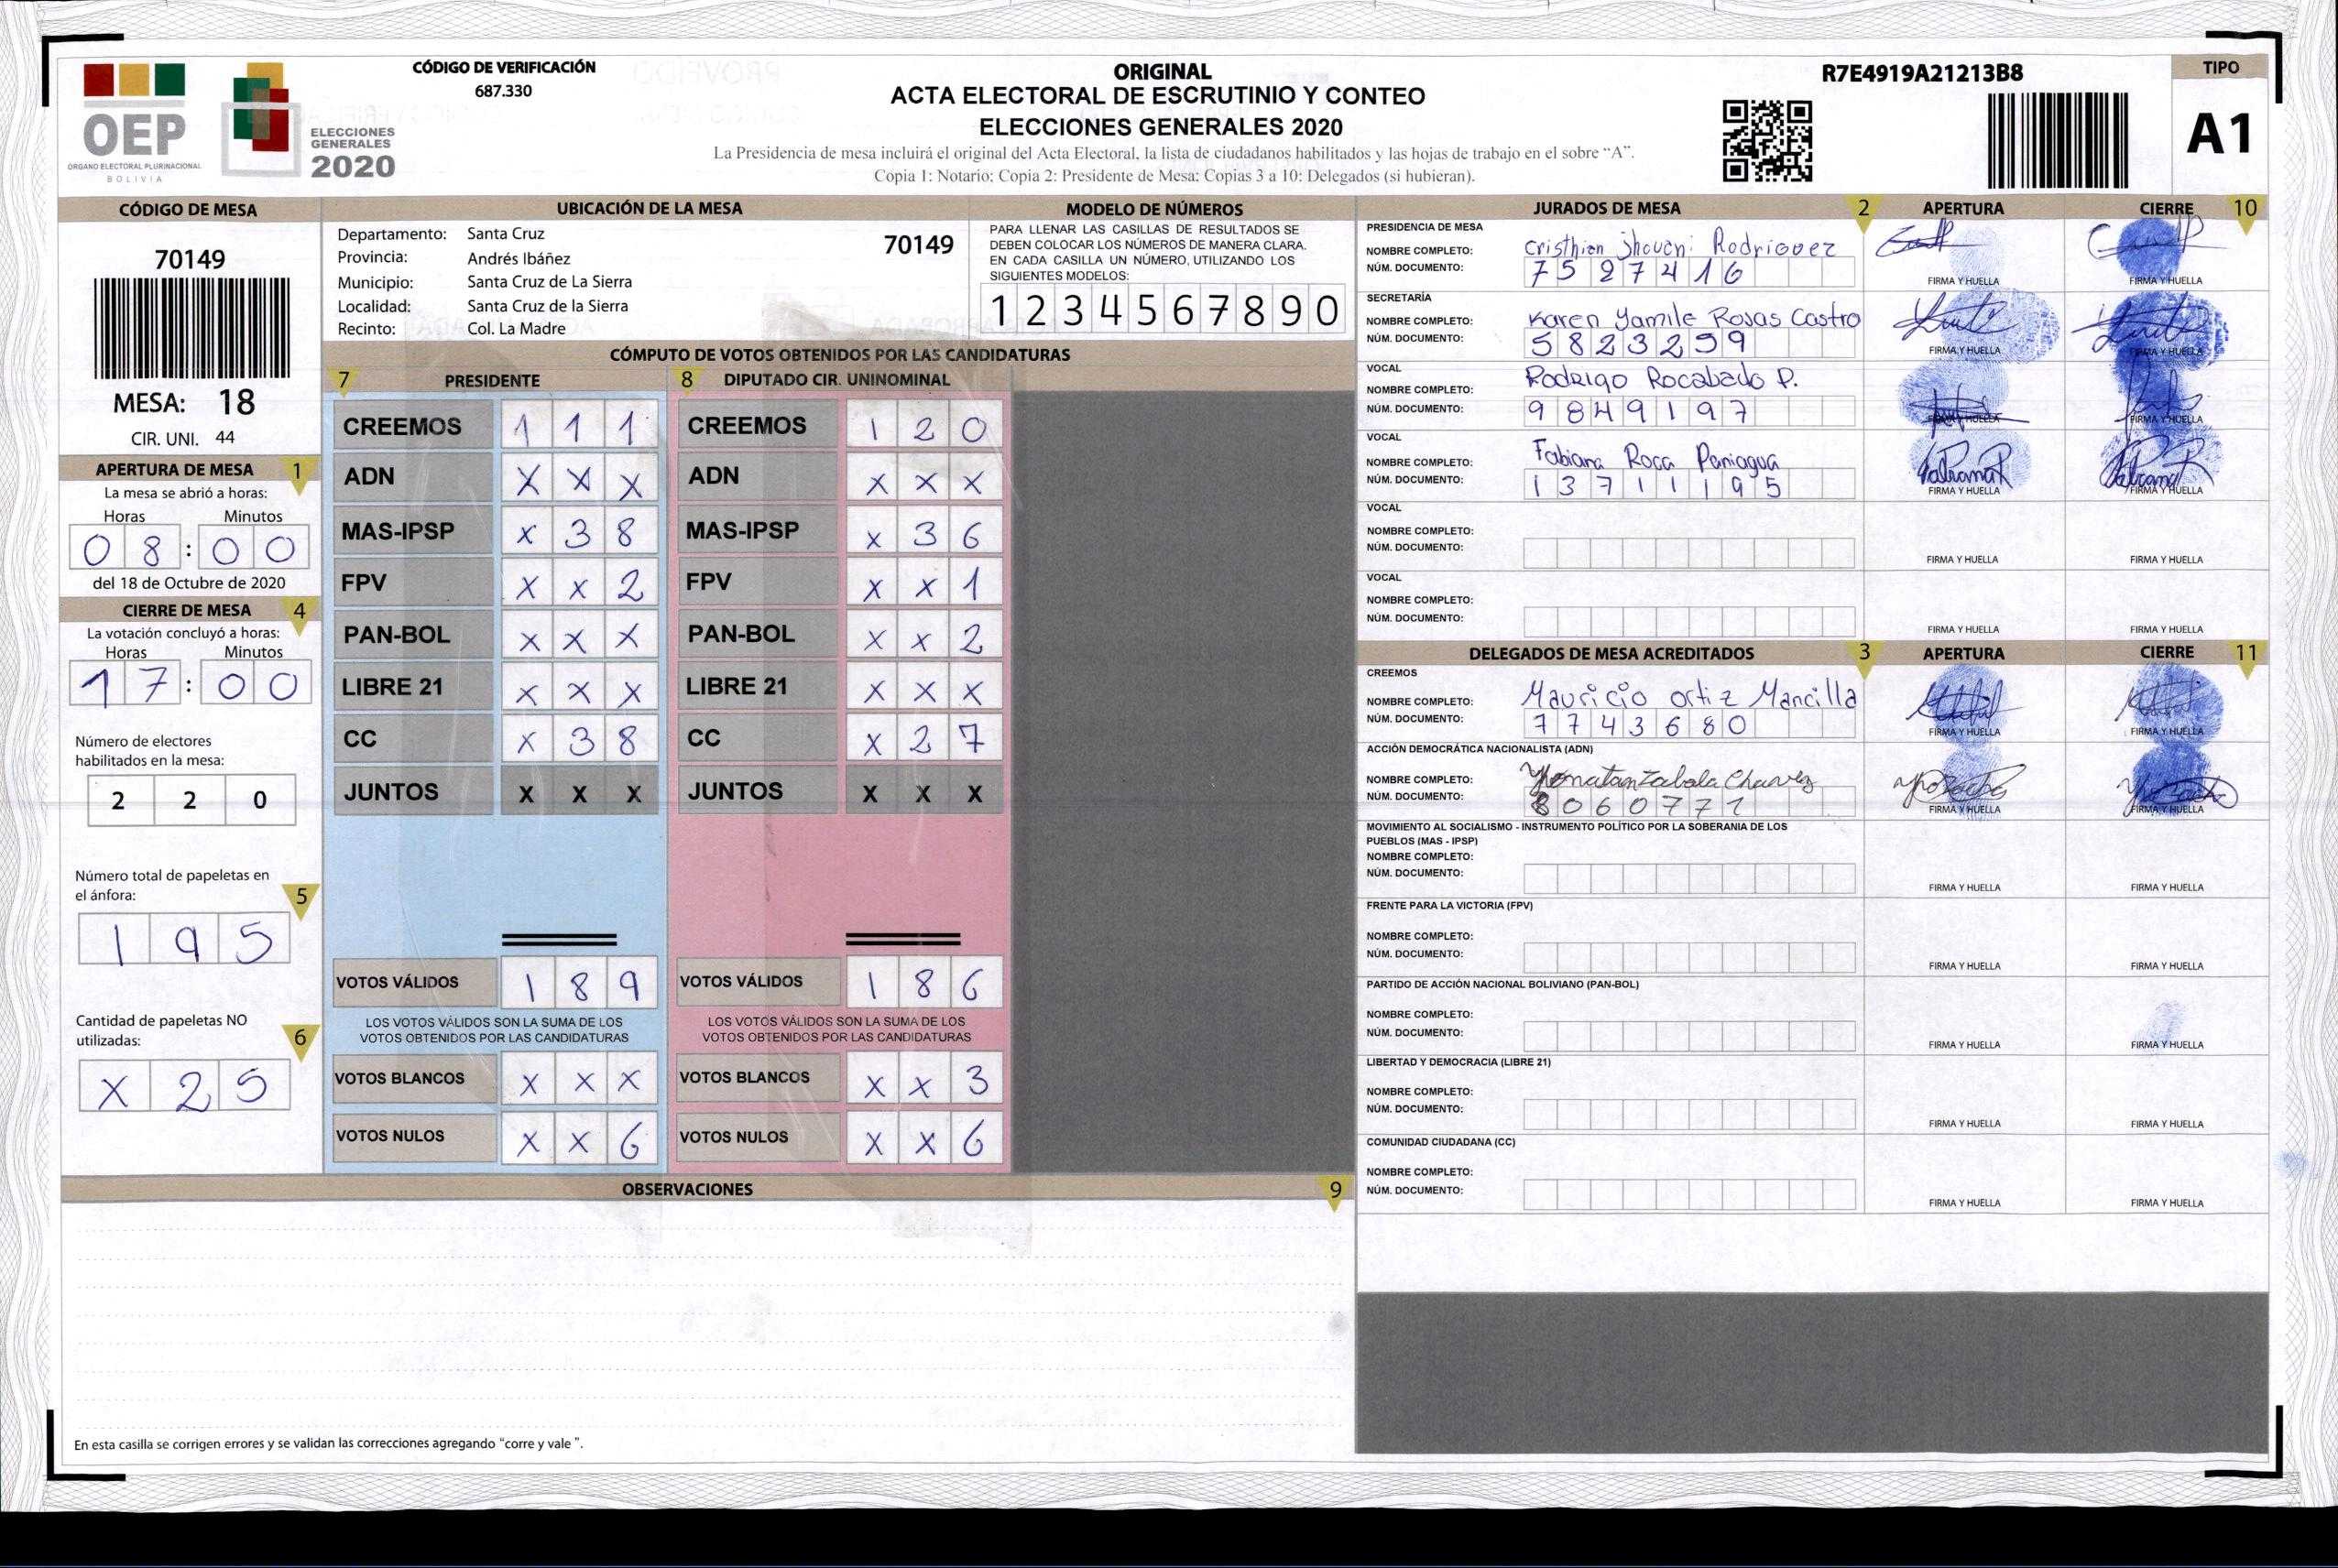 CÓDIGO DE VERIFICACIÓN
687.330
OEP
ORGANO ELECTORAL PLURINACIONAL
BOLIVIA
ELECCIONES
GENERALES
2020
ORIGINAL
ACTA ELECTORAL DE ESCRUTINIO Y CONTEO
ELECCIONES GENERALES 2020
La Presidencia de mesa incluirá el original del Acta Electoral, la lista de ciudadanos habilitados y las hojas de trabajo en el sobre “A”.
Copia 1: Notario; Copia 2: Presidente de Mesa; Copias 3 a 10: Delegados (si hubieran).
R7E4919A21213B8
TIPO
A1
CÓDIGO DE MESA
70149
MESA: 18
CIR. UNI. 44
APERTURA DE MESA 1
La mesa se abrió a horas:
Horas Minutos
0 8 : 0 0
del 18 de Octubre de 2020
CIERRE DE MESA 4
La votación concluyó a horas:
Horas Minutos
1 7 : 0 0
Número de electores
habilitados en la mesa:
2 2 0
Número total de papeletas en
el ánfora: 5
1 9 5
Cantidad de papeletas NO
utilizadas: 6
X 2 5
UBICACIÓN DE LA MESA
Departamento: Santa Cruz 70149
Provincia: Andrés Ibáñez
Municipio: Santa Cruz de La Sierra
Localidad: Santa Cruz de la Sierra
Recinto: Col. La Madre
MODELO DE NÚMEROS
PARA LLENAR LAS CASILLAS DE RESULTADOS SE
DEBEN COLOCAR LOS NÚMEROS DE MANERA CLARA.
EN CADA CASILLA UN NÚMERO, UTILIZANDO LOS
SIGUIENTES MODELOS:
1 2 3 4 5 6 7 8 9 0
CÓMPUTO DE VOTOS OBTENIDOS POR LAS CANDIDATURAS
7 PRESIDENTE 8 DIPUTADO CIR. UNINOMINAL
CREEMOS 1 1 1 CREEMOS 1 2 0
ADN X X X ADN X X X
MAS-IPSP X 3 8 MAS-IPSP X 3 6
FPV X X 2 FPV X X 1
PAN-BOL X X X PAN-BOL X X 2
LIBRE 21 X X X LIBRE 21 X X X
CC X 3 8 CC X 2 7
JUNTOS X X X JUNTOS X X X
VOTOS VÁLIDOS 1 8 9 VOTOS VÁLIDOS 1 8 6
LOS VOTOS VÁLIDOS SON LA SUMA DE LOS LOS VOTOS VÁLIDOS SON LA SUMA DE LOS
VOTOS OBTENIDOS POR LAS CANDIDATURAS VOTOS OBTENIDOS POR LAS CANDIDATURAS
VOTOS BLANCOS X X X VOTOS BLANCOS X X 3
VOTOS NULOS X X 6 VOTOS NULOS X X 6
OBSERVACIONES 9
En esta casilla se corrigen errores y se validan las correcciones agregando “corre y vale ”.
JURADOS DE MESA 2 APERTURA CIERRE 10
PRESIDENCIA DE MESA
NOMBRE COMPLETO: Cristhian Jhovani Rodriguez
NÚM. DOCUMENTO: 7 5 2 7 4 1 6
FIRMA Y HUELLA FIRMA Y HUELLA
SECRETARÍA
NOMBRE COMPLETO: Karen Yamile Rosas Castro
NÚM. DOCUMENTO: 5 8 2 3 2 5 9
FIRMA Y HUELLA FIRMA Y HUELLA
VOCAL
NOMBRE COMPLETO: Rodrigo Rocabado P.
NÚM. DOCUMENTO: 9 8 4 9 1 9 7
FIRMA Y HUELLA FIRMA Y HUELLA
VOCAL
NOMBRE COMPLETO: Fabiana Roca Paniagua
NÚM. DOCUMENTO: 1 3 7 1 1 1 9 5
FIRMA Y HUELLA FIRMA Y HUELLA
VOCAL
NOMBRE COMPLETO:
NÚM. DOCUMENTO:
FIRMA Y HUELLA FIRMA Y HUELLA
VOCAL
NOMBRE COMPLETO:
NÚM. DOCUMENTO:
FIRMA Y HUELLA FIRMA Y HUELLA
DELEGADOS DE MESA ACREDITADOS 3 APERTURA CIERRE 11
CREEMOS
NOMBRE COMPLETO: Mauricio Ortiz Mancilla
NÚM. DOCUMENTO: 7 7 4 3 6 8 0
FIRMA Y HUELLA FIRMA Y HUELLA
ACCIÓN DEMOCRÁTICA NACIONALISTA (ADN)
NOMBRE COMPLETO: Yhonatan Zabala Chavez
NÚM. DOCUMENTO: 8 0 6 0 7 7 1
FIRMA Y HUELLA FIRMA Y HUELLA
MOVIMIENTO AL SOCIALISMO - INSTRUMENTO POLÍTICO POR LA SOBERANIA DE LOS
PUEBLOS (MAS - IPSP)
NOMBRE COMPLETO:
NÚM. DOCUMENTO:
FIRMA Y HUELLA FIRMA Y HUELLA
FRENTE PARA LA VICTORIA (FPV)
NOMBRE COMPLETO:
NÚM. DOCUMENTO:
FIRMA Y HUELLA FIRMA Y HUELLA
PARTIDO DE ACCIÓN NACIONAL BOLIVIANO (PAN-BOL)
NOMBRE COMPLETO:
NÚM. DOCUMENTO:
FIRMA Y HUELLA FIRMA Y HUELLA
LIBERTAD Y DEMOCRACIA (LIBRE 21)
NOMBRE COMPLETO:
NÚM. DOCUMENTO:
FIRMA Y HUELLA FIRMA Y HUELLA
COMUNIDAD CIUDADANA (CC)
NOMBRE COMPLETO:
NÚM. DOCUMENTO:
FIRMA Y HUELLA FIRMA Y HUELLA